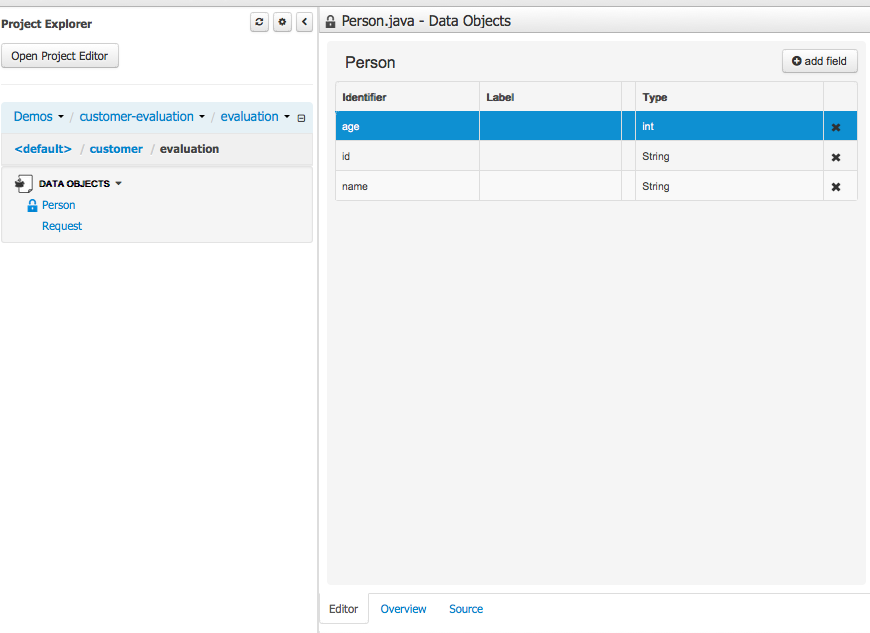 Project Explorer
Open Project Editor
Demos / customer-evaluation / evaluation
<default> / customer / evaluation
DATA OBJECTS
Person
Request
Person.java - Data Objects
Person
add field
Identifier Label Type
age int
id String
name String
Editor Overview Source